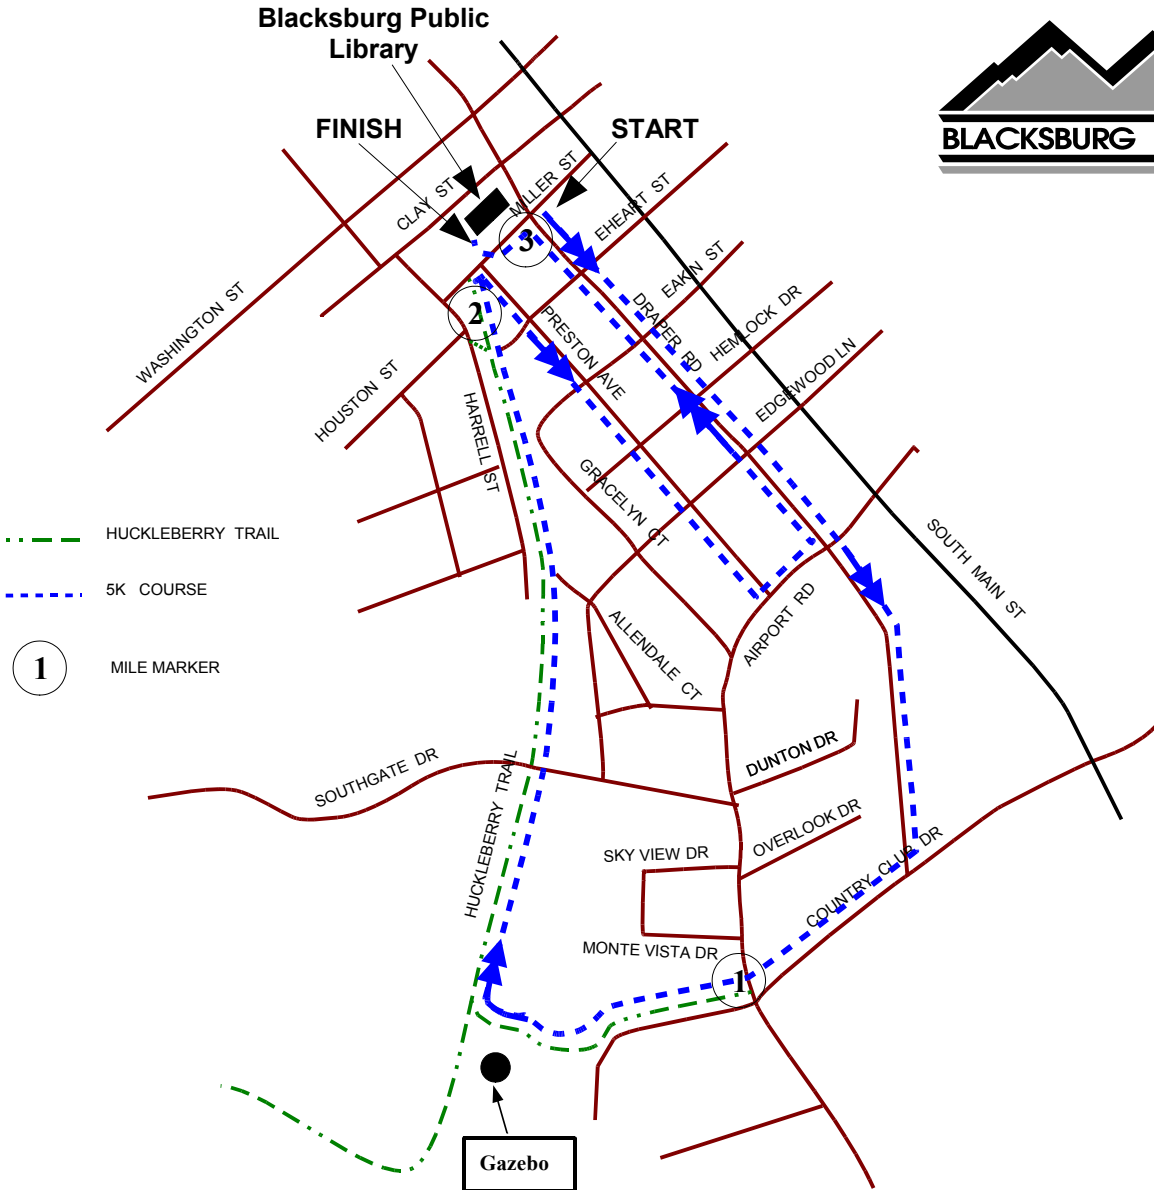 Blacksburg Public
Library
FINISH
START
BLACKSBURG
MILLER ST
CLAY ST
EHEART ST
3
EAKIN ST
WASHINGTON ST
2
DRAPER RD
HEMLOCK DR
PRESTON AVE
EDGEWOOD LN
HOUSTON ST
HARRELL ST
GRACELYN CT
HUCKLEBERRY TRAIL
5K COURSE
1
MILE MARKER
SOUTH MAIN ST
AIRPORT RD
ALLENDALE CT
DUNTON DR
SOUTHGATE DR
HUCKLEBERRY TRAIL
OVERLOOK DR
SKY VIEW DR
COUNTRY CLUB DR
MONTE VISTA DR
1
Gazebo